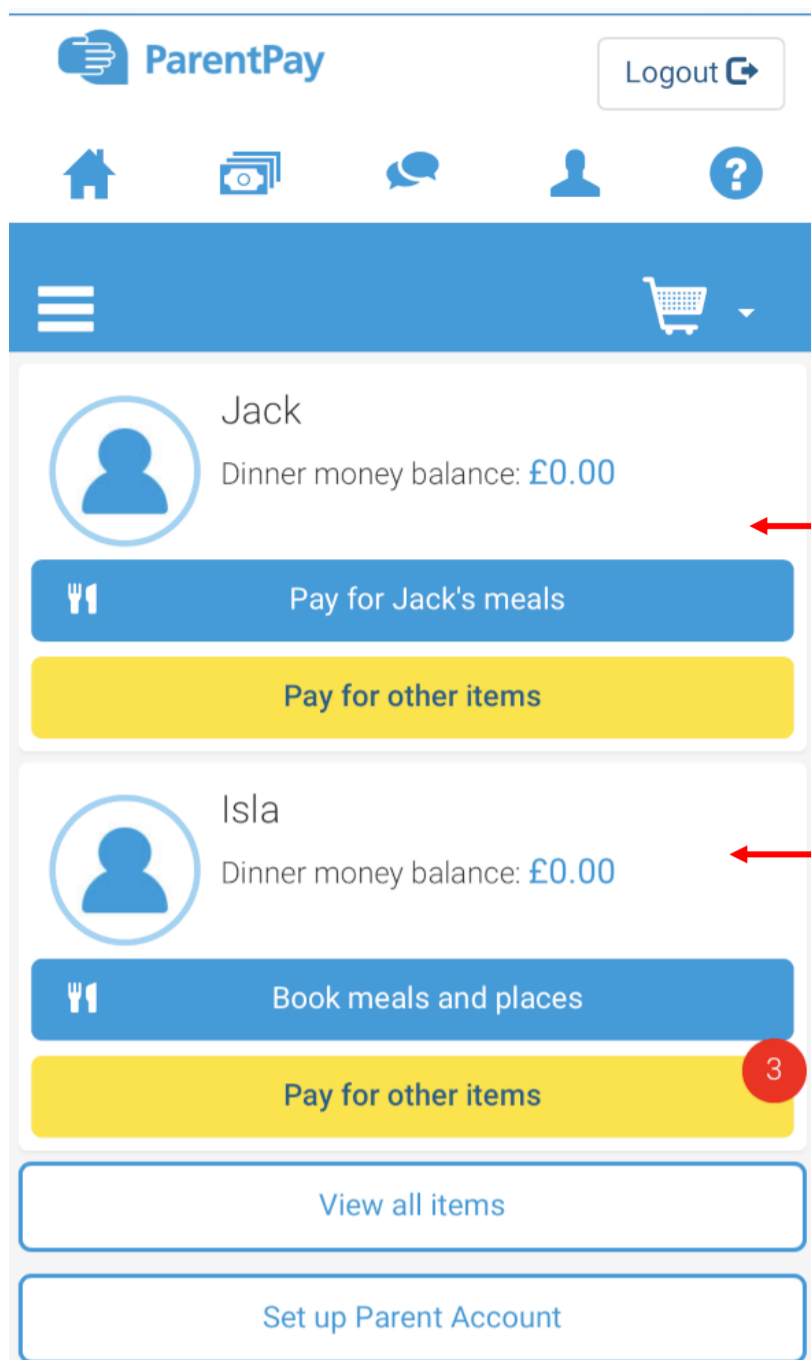 ParentPay
Logout
?
Jack
Dinner money balance: £0.00
Pay for Jack's meals
Pay for other items
Isla
Dinner money balance: £0.00
Book meals and places
3
Pay for other items
View all items
Set up Parent Account